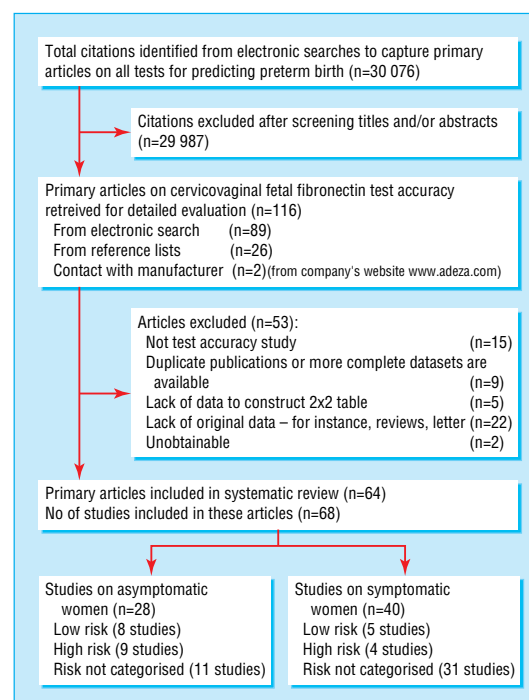 Total citations identified from electronic searches to capture primary
articles on all tests for predicting preterm birth (n=30 076)
Citations excluded after screening titles and/or abstracts
(n=29 987)
Primary articles on cervicovaginal fetal fibronectin test accuracy
retreived for detailed evaluation (n=116)
From electronic search (n=89)
From reference lists (n=26)
Contact with manufacturer (n=2)(from company's website www.adeza.com)
Articles excluded (n=53):
Not test accuracy study (n=15)
Duplicate publications or more complete datasets are
available (n=9)
Lack of data to construct 2x2 table (n=5)
Lack of original data – for instance, reviews, letter (n=22)
Unobtainable (n=2)
Primary articles included in systematic review (n=64)
No of studies included in these articles (n=68)
Studies on asymptomatic
women (n=28)
Low risk (8 studies)
High risk (9 studies)
Risk not categorised (11 studies)
Studies on symptomatic
women (n=40)
Low risk (5 studies)
High risk (4 studies)
Risk not categorised (31 studies)